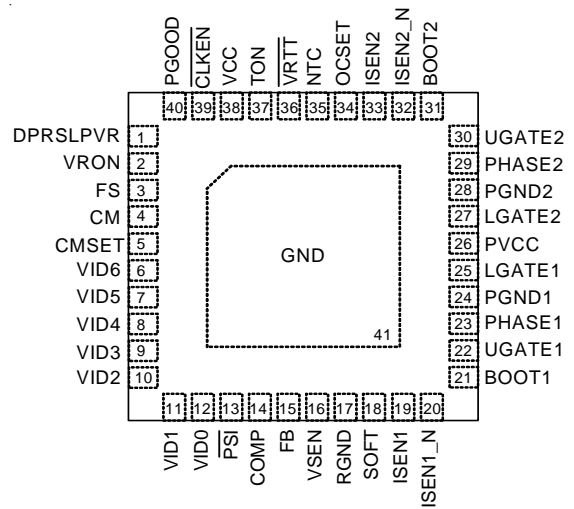 PGOOD
CLKEN
VCC
TON
VRTT
NTC
OCSET
ISEN2
ISEN2_N
BOOT2
40 39 38 37 36 35 34 33 32 31
DPRSLPVR 1
VRON 2
FS 3
CM 4
CMSET 5
VID6 6
VID5 7
VID4 8
VID3 9
VID2 10
30 UGATE2
29 PHASE2
28 PGND2
27 LGATE2
26 PVCC
25 LGATE1
24 PGND1
23 PHASE1
22 UGATE1
21 BOOT1
GND
41
11 12 13 14 15 16 17 18 19 20
VID1
VID0
PSI
COMP
FB
VSEN
RGND
SOFT
ISEN1
ISEN1_N